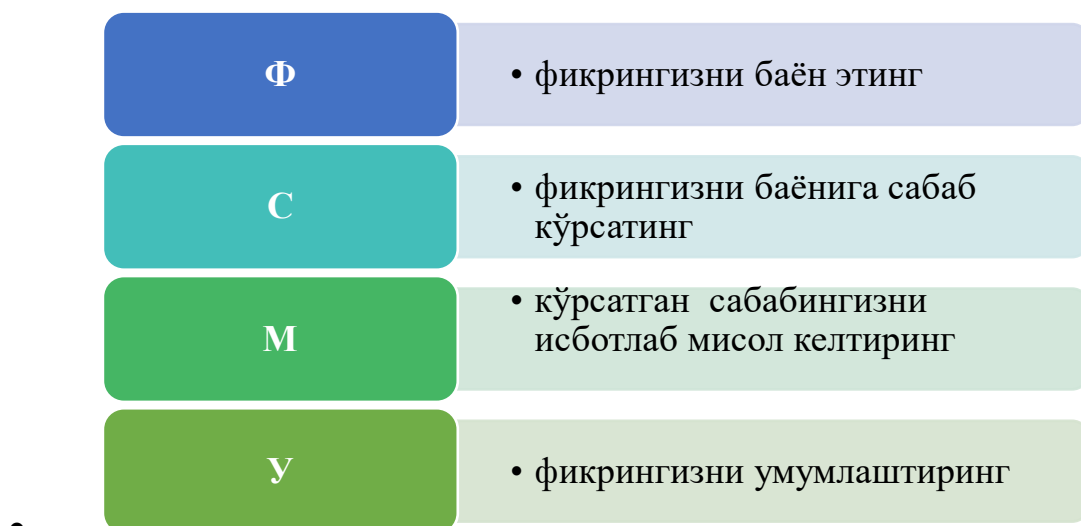 Ф
• фикрингизни баён этинг
С
• фикрингизни баёнига сабаб
кўрсатинг
М
• кўрсатган сабабингизни
исботлаб мисол келтиринг
У
• фикрингизни умумлаштиринг